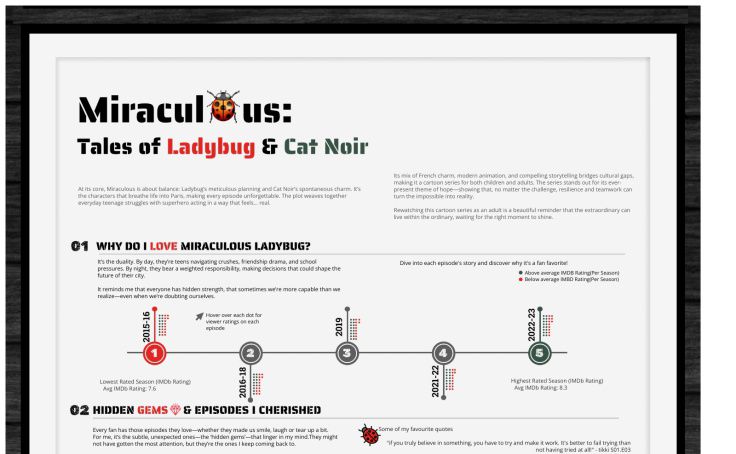 Miracul us:
Tales of Ladybug & Cat Noir
At its core, Miraculous is about balance: Ladybug's meticulous planning and Cat Noir's spontaneous charm. It's
the characters that breathe life into Paris, making every episode unforgettable. The plot weaves together
everyday teenage struggles with superhero acting in a way that feels... real.
Its mix of French charm, modern animation, and compelling storytelling bridges cultural gaps,
making it a cartoon series for both children and adults. The series stands out for its ever-
present theme of hope—showing that, no matter the challenge, resilience and teamwork can
turn the impossible into reality.
Rewatching this cartoon series as an adult is a beautiful reminder that the extraordinary can
live within the ordinary, waiting for the right moment to shine.
01 WHY DO I LOVE MIRACULOUS LADYBUG?
It's the duality. By day, they're teens navigating crushes, friendship drama, and school
pressures. By night, they bear a weighted responsibility, making decisions that could shape the
future of their city.
It reminds me that everyone has hidden strength, that sometimes we're more capable than we
realize—even when we're doubting ourselves.
Dive into each episode's story and discover why it's a fan favorite!
Above average IMDB Rating(Per Season)
Below average IMBD Rating(Per Season)
Hover over each dot for
viewer ratings on each
episode
2015-16
2019
2022-23
1
2
3
4
5
2016-18
2021-22
Lowest Rated Season (IMDb Rating)
Avg IMDb Rating: 7.6
Highest Rated Season (IMDb Rating)
Avg IMDb Rating: 8.3
02 HIDDEN GEMS & EPISODES I CHERISHED
Every fan has those episodes they love—whether they made us smile, laugh or tear up a bit.
For me, it's the subtle, unexpected ones—the 'hidden gems'—that linger in my mind.They might
not have gotten the most attention, but they're the ones I keep coming back to.
Some of my favourite quotes
"If you truly believe in something, you have to try and make it work. It's better to fail trying than
not having tried at all!" - tikki S01.E03